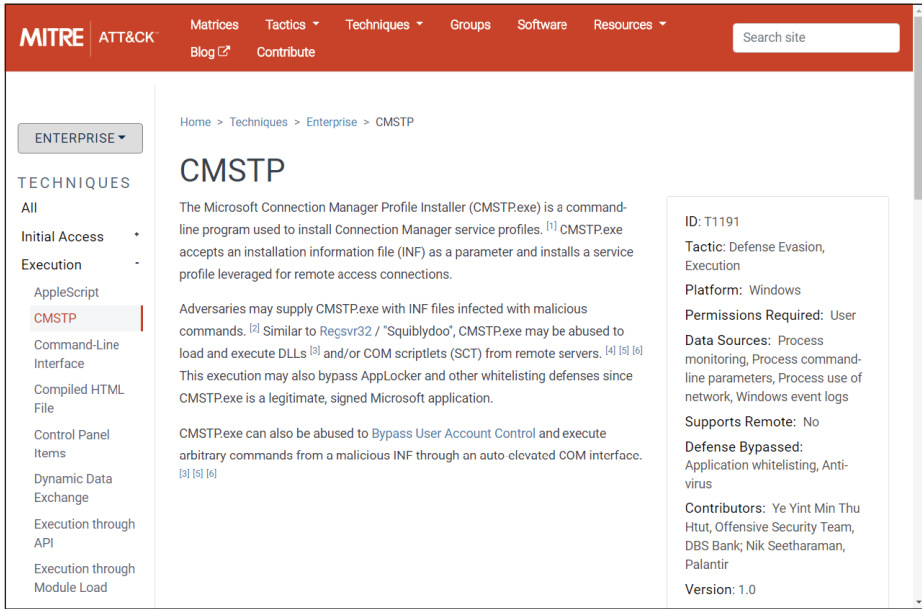 MITRE ATT&CK™
Matrices Tactics Techniques Groups Software Resources
Blog Contribute
Search site
ENTERPRISE
TECHNIQUES
All
Initial Access +
Execution -
AppleScript
CMSTP
Command-Line
Interface
Compiled HTML
File
Control Panel
Items
Dynamic Data
Exchange
Execution through
API
Execution through
Module Load
Home > Techniques > Enterprise > CMSTP
CMSTP
The Microsoft Connection Manager Profile Installer (CMSTP.exe) is a command-
line program used to install Connection Manager service profiles. [1] CMSTP.exe
accepts an installation information file (INF) as a parameter and installs a service
profile leveraged for remote access connections.
Adversaries may supply CMSTP.exe with INF files infected with malicious
commands. [2] Similar to Regsvr32 / "Squiblydoo", CMSTP.exe may be abused to
load and execute DLLs [3] and/or COM scriptlets (SCT) from remote servers. [4] [5] [6]
This execution may also bypass AppLocker and other whitelisting defenses since
CMSTP.exe is a legitimate, signed Microsoft application.
CMSTP.exe can also be abused to Bypass User Account Control and execute
arbitrary commands from a malicious INF through an auto-elevated COM interface.
[3] [5] [6]
ID: T1191
Tactic: Defense Evasion,
Execution
Platform: Windows
Permissions Required: User
Data Sources: Process
monitoring, Process command-
line parameters, Process use of
network, Windows event logs
Supports Remote: No
Defense Bypassed:
Application whitelisting, Anti-
virus
Contributors: Ye Yint Min Thu
Htut, Offensive Security Team,
DBS Bank; Nik Seetharaman,
Palantir
Version: 1.0